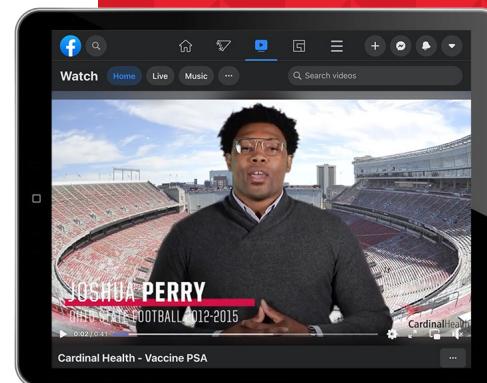 f
Watch Home Live Music ...
Search videos
JOSHUA PERRY
OHIO STATE FOOTBALL 2012-2015
0:02 / 0:41
CardinalHealth
Cardinal Health - Vaccine PSA
...